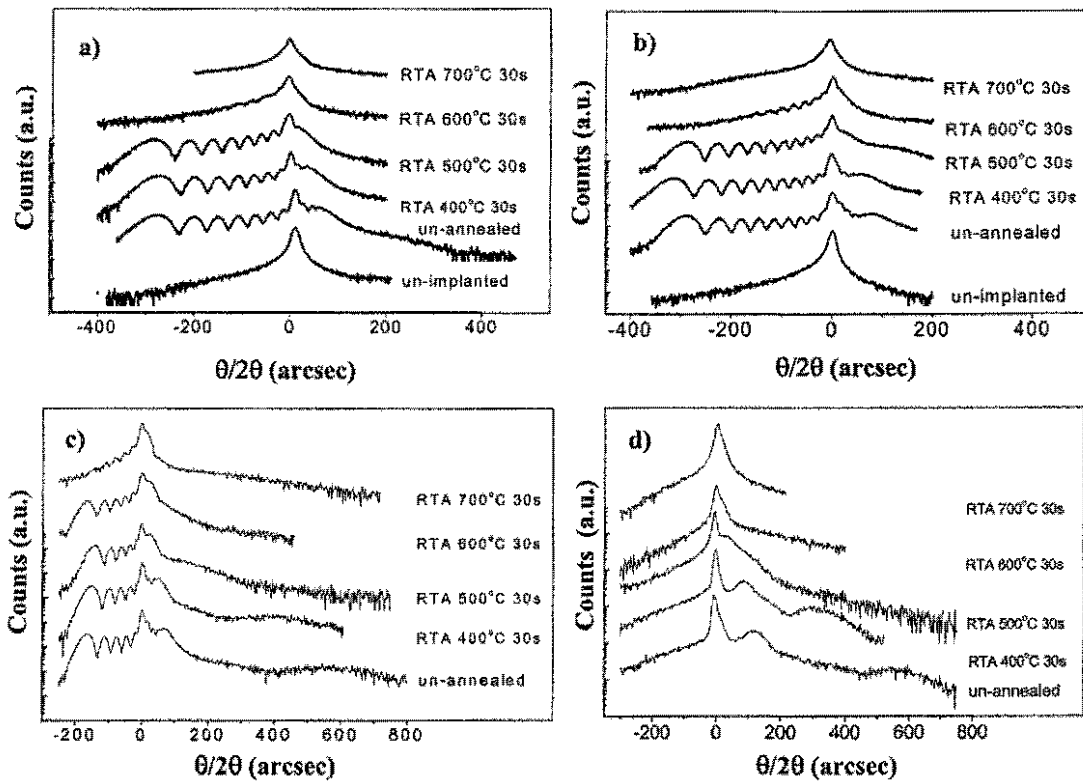 a)
Counts (a.u.)
RTA 700°C 30s
RTA 600°C 30s
RTA 500°C 30s
RTA 400°C 30s
un-annealed
un-implanted
-400 -200 0 200 400
θ/2θ (arcsec)
b)
Counts (a.u.)
RTA 700°C 30s
RTA 600°C 30s
RTA 500°C 30s
RTA 400°C 30s
un-annealed
un-implanted
-400 -200 0 200 400
θ/2θ (arcsec)
c)
Counts (a.u.)
RTA 700°C 30s
RTA 600°C 30s
RTA 500°C 30s
RTA 400°C 30s
un-annealed
-200 0 200 400 600 800
θ/2θ (arcsec)
d)
Counts (a.u.)
RTA 700°C 30s
RTA 600°C 30s
RTA 500°C 30s
RTA 400°C 30s
un-annealed
-200 0 200 400 600 800
θ/2θ (arcsec)